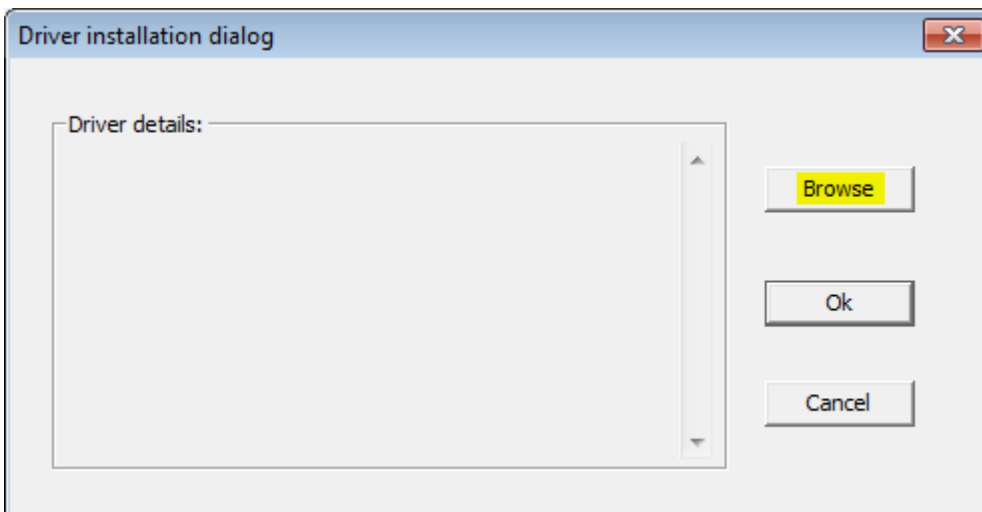 Driver installation dialog
Driver details:
Browse
Ok
Cancel